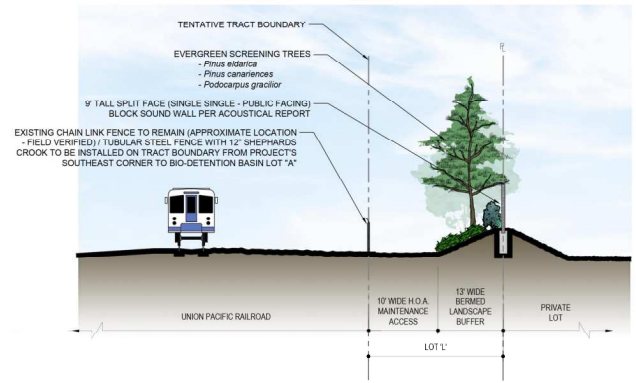 TENTATIVE TRACT BOUNDARY
EVERGREEN SCREENING TREES
- Pinus eldarica
- Pinus canariences
- Podocarpus gracilior
9' TALL SPLIT FACE (SINGLE SINGLE - PUBLIC FACING)
BLOCK SOUND WALL PER ACOUSTICAL REPORT
EXISTING CHAIN LINK FENCE TO REMAIN (APPROXIMATE LOCATION
- FIELD VERIFIED) / TUBULAR STEEL FENCE WITH 12" SHEPHARDS
CROOK TO BE INSTALLED ON TRACT BOUNDARY FROM PROJECT'S
SOUTHEAST CORNER TO BIO-DETENTION BASIN LOT "A"
UNION PACIFIC RAILROAD
10' WIDE H.O.A.
MAINTENANCE
ACCESS
13' WIDE
BERMED
LANDSCAPE
BUFFER
PRIVATE
LOT
LOT 'L'